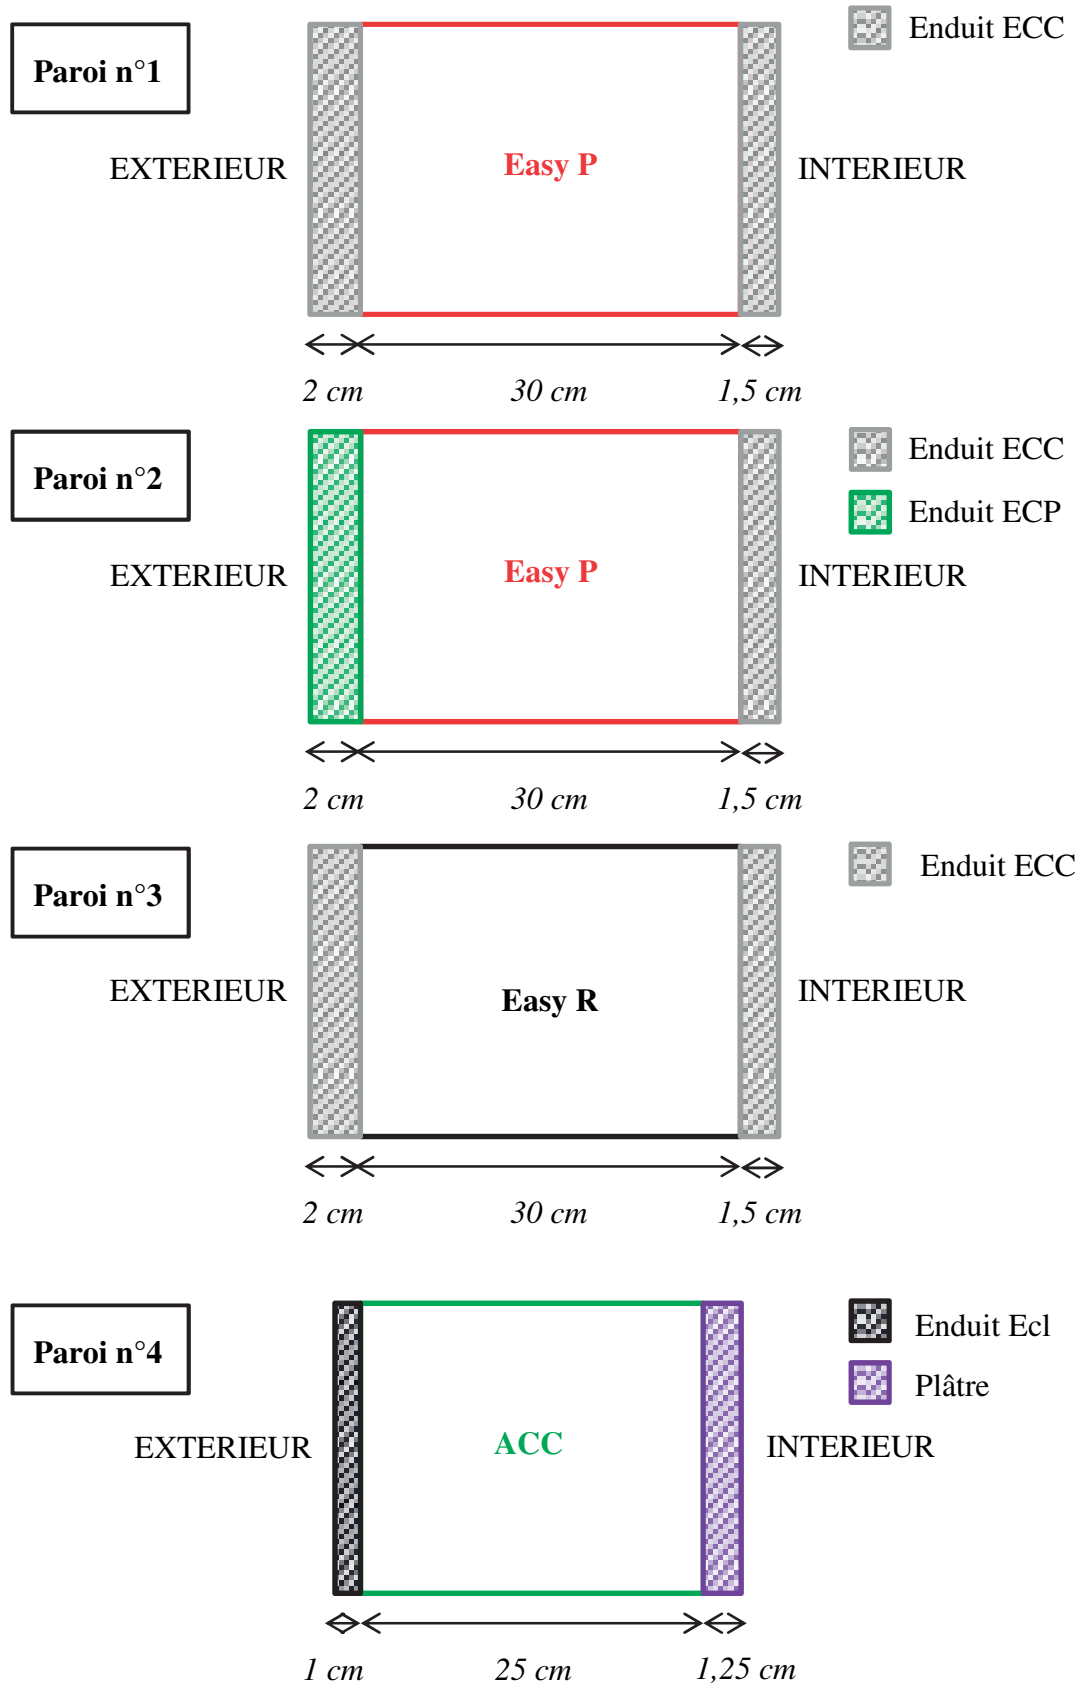 Enduit ECC
Paroi n°1
EXTERIEUR
Easy P
INTERIEUR
2 cm
30 cm
1,5 cm
Paroi n°2
Enduit ECC
Enduit ECP
EXTERIEUR
Easy P
INTERIEUR
2 cm
30 cm
1,5 cm
Paroi n°3
Enduit ECC
EXTERIEUR
Easy R
INTERIEUR
2 cm
30 cm
1,5 cm
Paroi n°4
Enduit Ecl
Plâtre
EXTERIEUR
ACC
INTERIEUR
1 cm
25 cm
1,25 cm